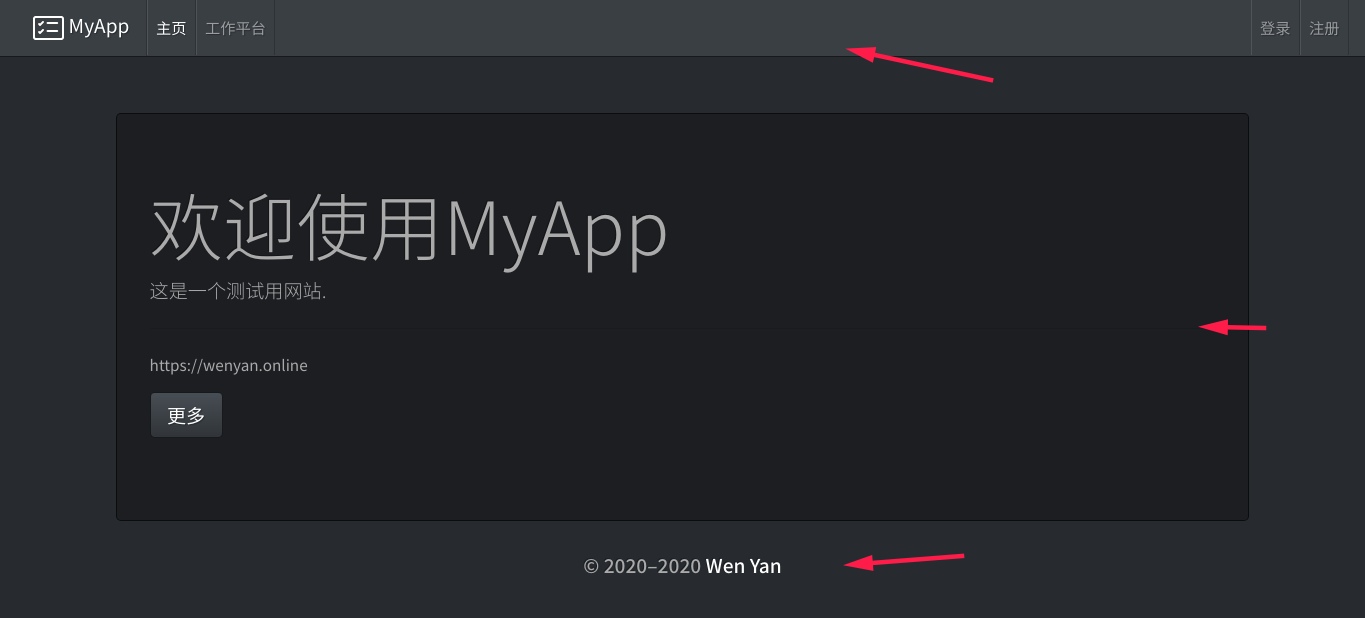 MyApp 主页 工作平台 登录 注册
欢迎使用MyApp
这是一个测试用网站.
https://wenyan.online
更多
© 2020–2020 Wen Yan